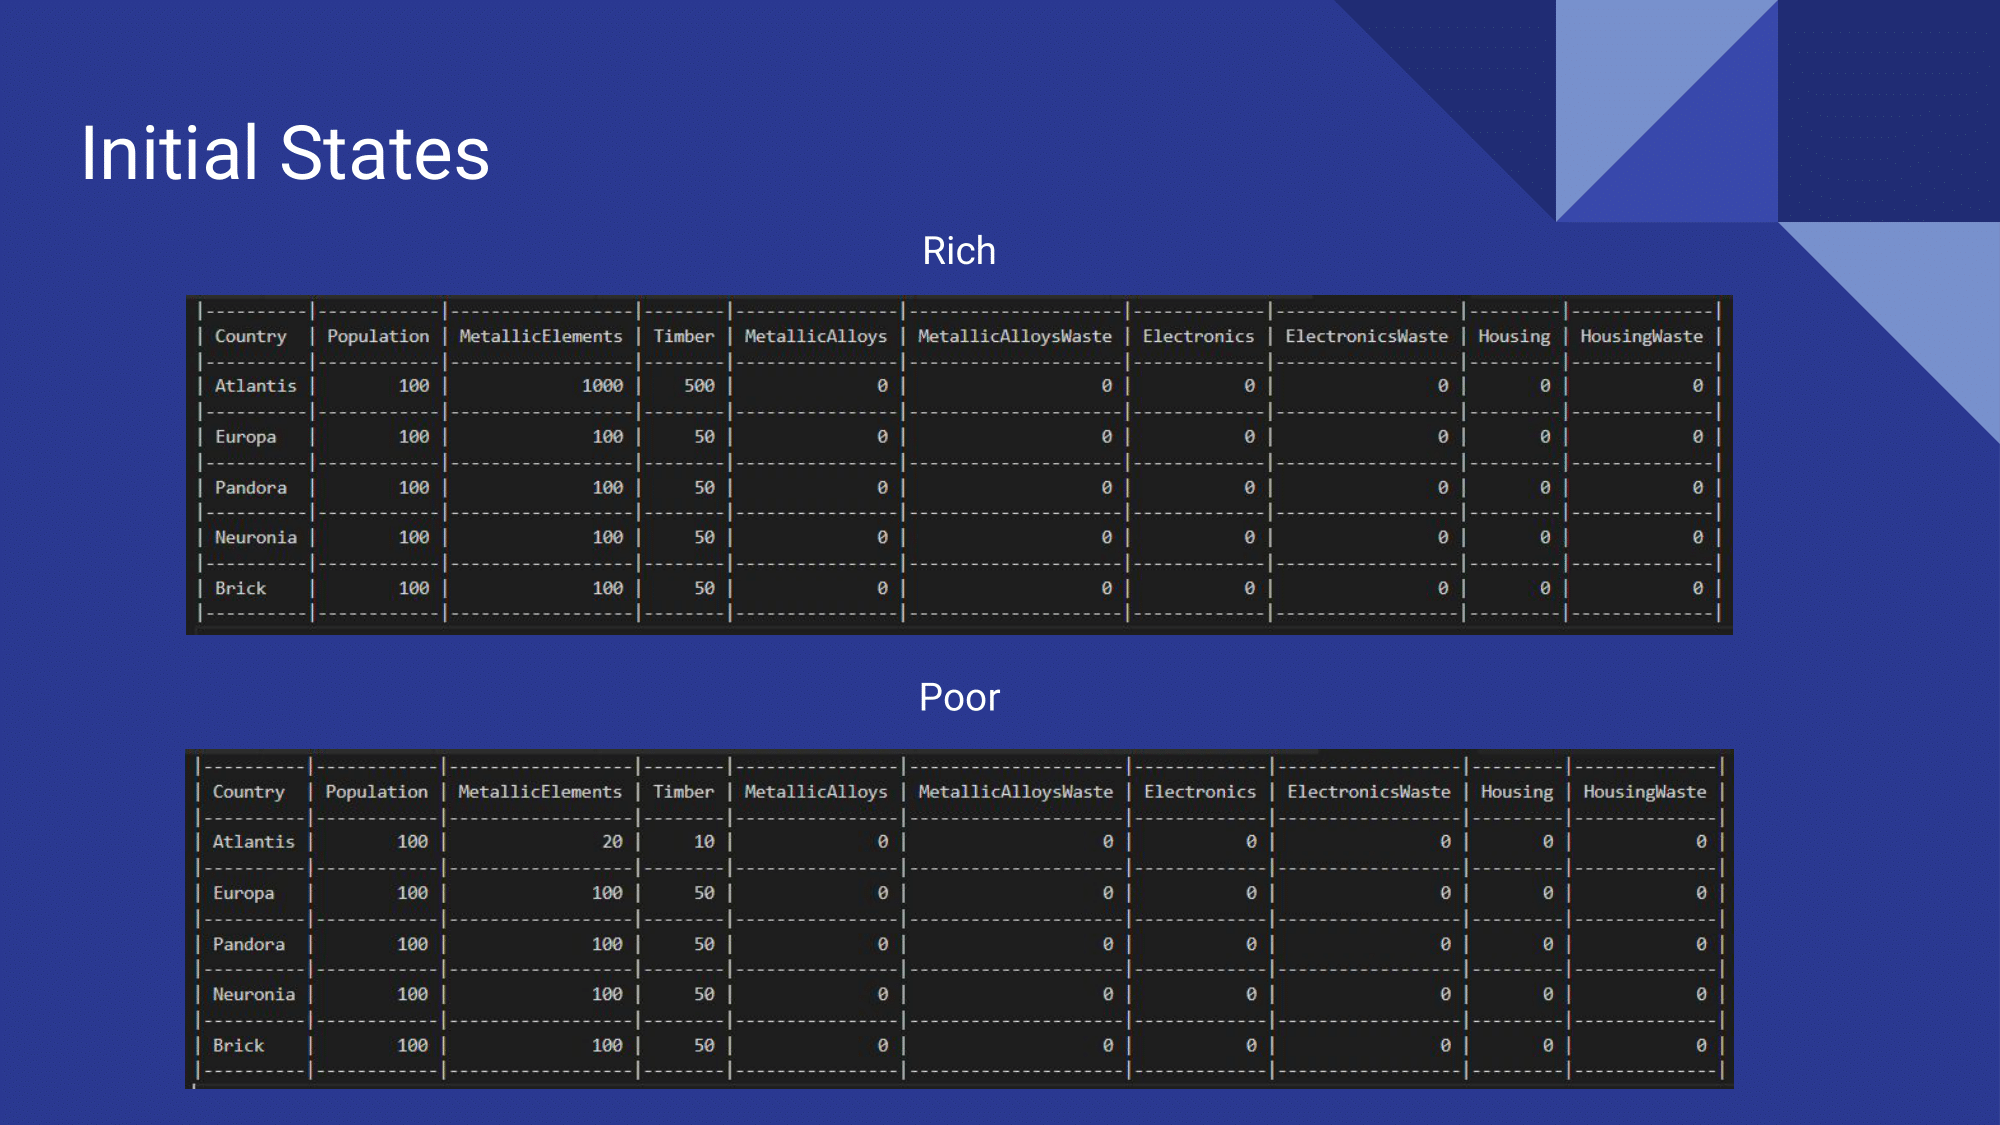 Initial States
Rich
|----------|------------|------------------|--------|----------------|---------------------|-------------|------------------|---------|--------------|
| Country | Population | MetallicElements | Timber | MetallicAlloys | MetallicAlloysWaste | Electronics | ElectronicsWaste | Housing | HousingWaste |
|----------|------------|------------------|--------|----------------|---------------------|-------------|------------------|---------|--------------|
| Atlantis | 100 | 1000 | 500 | 0 | 0 | 0 | 0 | 0 | 0 |
|----------|------------|------------------|--------|----------------|---------------------|-------------|------------------|---------|--------------|
| Europa | 100 | 100 | 50 | 0 | 0 | 0 | 0 | 0 | 0 |
|----------|------------|------------------|--------|----------------|---------------------|-------------|------------------|---------|--------------|
| Pandora | 100 | 100 | 50 | 0 | 0 | 0 | 0 | 0 | 0 |
|----------|------------|------------------|--------|----------------|---------------------|-------------|------------------|---------|--------------|
| Neuronia | 100 | 100 | 50 | 0 | 0 | 0 | 0 | 0 | 0 |
|----------|------------|------------------|--------|----------------|---------------------|-------------|------------------|---------|--------------|
| Brick | 100 | 100 | 50 | 0 | 0 | 0 | 0 | 0 | 0 |
|----------|------------|------------------|--------|----------------|---------------------|-------------|------------------|---------|--------------|
Poor
|----------|------------|------------------|--------|----------------|---------------------|-------------|------------------|---------|--------------|
| Country | Population | MetallicElements | Timber | MetallicAlloys | MetallicAlloysWaste | Electronics | ElectronicsWaste | Housing | HousingWaste |
|----------|------------|------------------|--------|----------------|---------------------|-------------|------------------|---------|--------------|
| Atlantis | 100 | 20 | 10 | 0 | 0 | 0 | 0 | 0 | 0 |
|----------|------------|------------------|--------|----------------|---------------------|-------------|------------------|---------|--------------|
| Europa | 100 | 100 | 50 | 0 | 0 | 0 | 0 | 0 | 0 |
|----------|------------|------------------|--------|----------------|---------------------|-------------|------------------|---------|--------------|
| Pandora | 100 | 100 | 50 | 0 | 0 | 0 | 0 | 0 | 0 |
|----------|------------|------------------|--------|----------------|---------------------|-------------|------------------|---------|--------------|
| Neuronia | 100 | 100 | 50 | 0 | 0 | 0 | 0 | 0 | 0 |
|----------|------------|------------------|--------|----------------|---------------------|-------------|------------------|---------|--------------|
| Brick | 100 | 100 | 50 | 0 | 0 | 0 | 0 | 0 | 0 |
|----------|------------|------------------|--------|----------------|---------------------|-------------|------------------|---------|--------------|